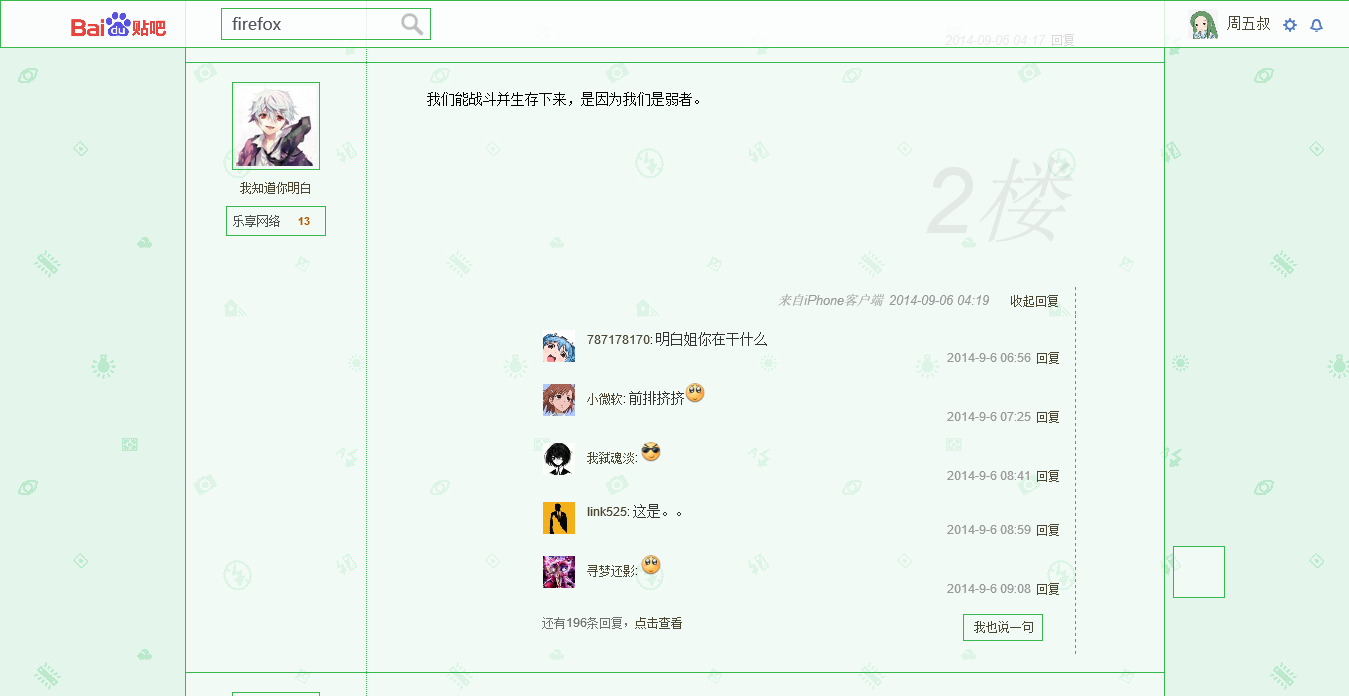 Bai du 贴吧
firefox
周五叔
2014-09-06 04:17 回复
我们能战斗并生存下来，是因为我们是弱者。
我知道你明白
乐享网络 13
2楼
来自iPhone客户端 2014-09-06 04:19 收起回复
787178170: 明白姐你在干什么
2014-9-6 06:56 回复
小微软: 前排挤挤
2014-9-6 07:25 回复
我弑魂淡:
2014-9-6 08:41 回复
link525: 这是。。
2014-9-6 08:59 回复
寻梦还影:
2014-9-6 09:08 回复
还有196条回复，点击查看
我也说一句